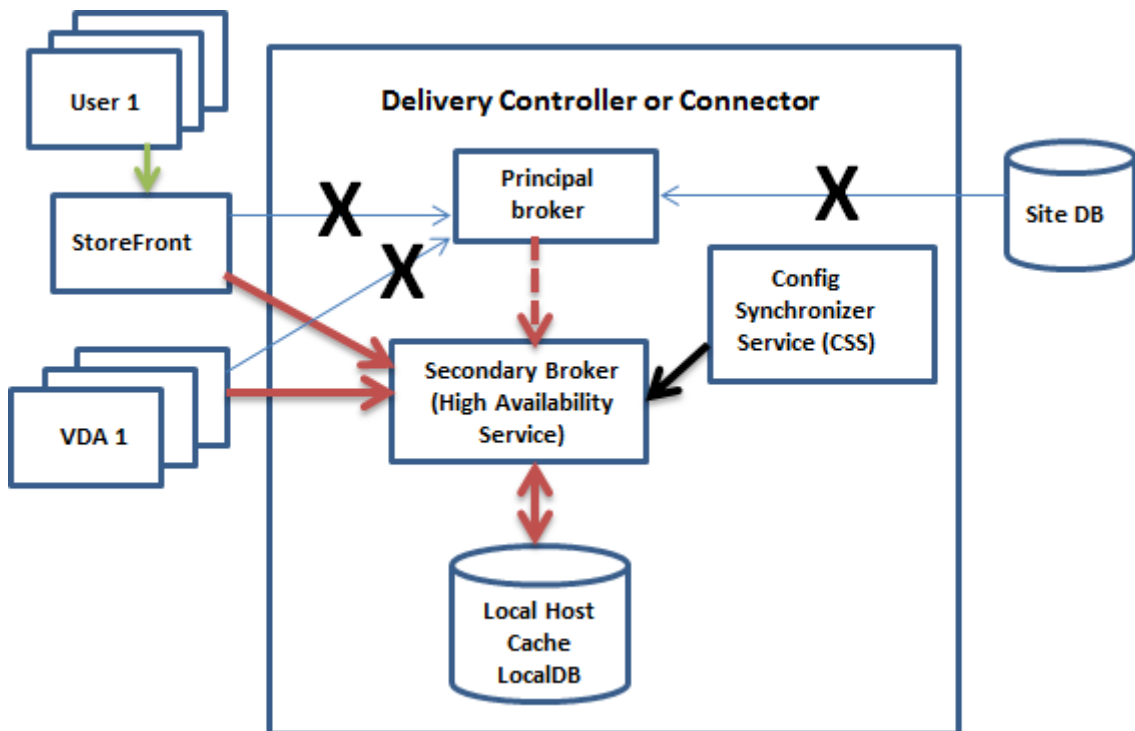 User 1
Delivery Controller or Connector
Principal
broker
X
X
X
StoreFront
Site DB
Config
Synchronizer
Service (CSS)
Secondary Broker
(High Availability
Service)
VDA 1
Local Host
Cache
LocalDB